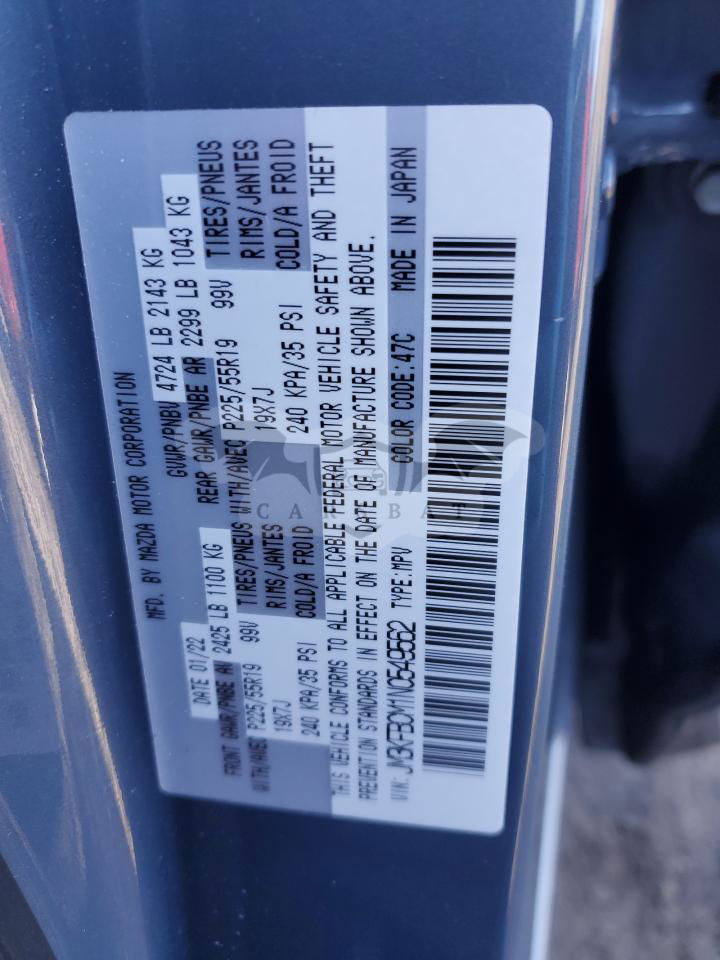 MFD. BY MAZDA MOTOR CORPORATION
DATE 01/22 GVWR/PNBV 4724 LB 2143 KG
FRONT GAWR/PNBE AV 2425 LB 1100 KG REAR GAWR/PNBE AR 2299 LB 1043 KG
WITH/AVEC P225/55R19 99V TIRES/PNEUS WITH/AVEC P225/55R19 99V TIRES/PNEUS
19X7J RIMS/JANTES 19X7J RIMS/JANTES
240 KPA/35 PSI COLD/A FROID 240 KPA/35 PSI COLD/A FROID
THIS VEHICLE CONFORMS TO ALL APPLICABLE FEDERAL MOTOR VEHICLE SAFETY AND THEFT
PREVENTION STANDARDS IN EFFECT ON THE DATE OF MANUFACTURE SHOWN ABOVE.
VIN: JM3KFBCM1N0549562 TYPE:MPV COLOR CODE:47C MADE IN JAPAN
CAR BAT